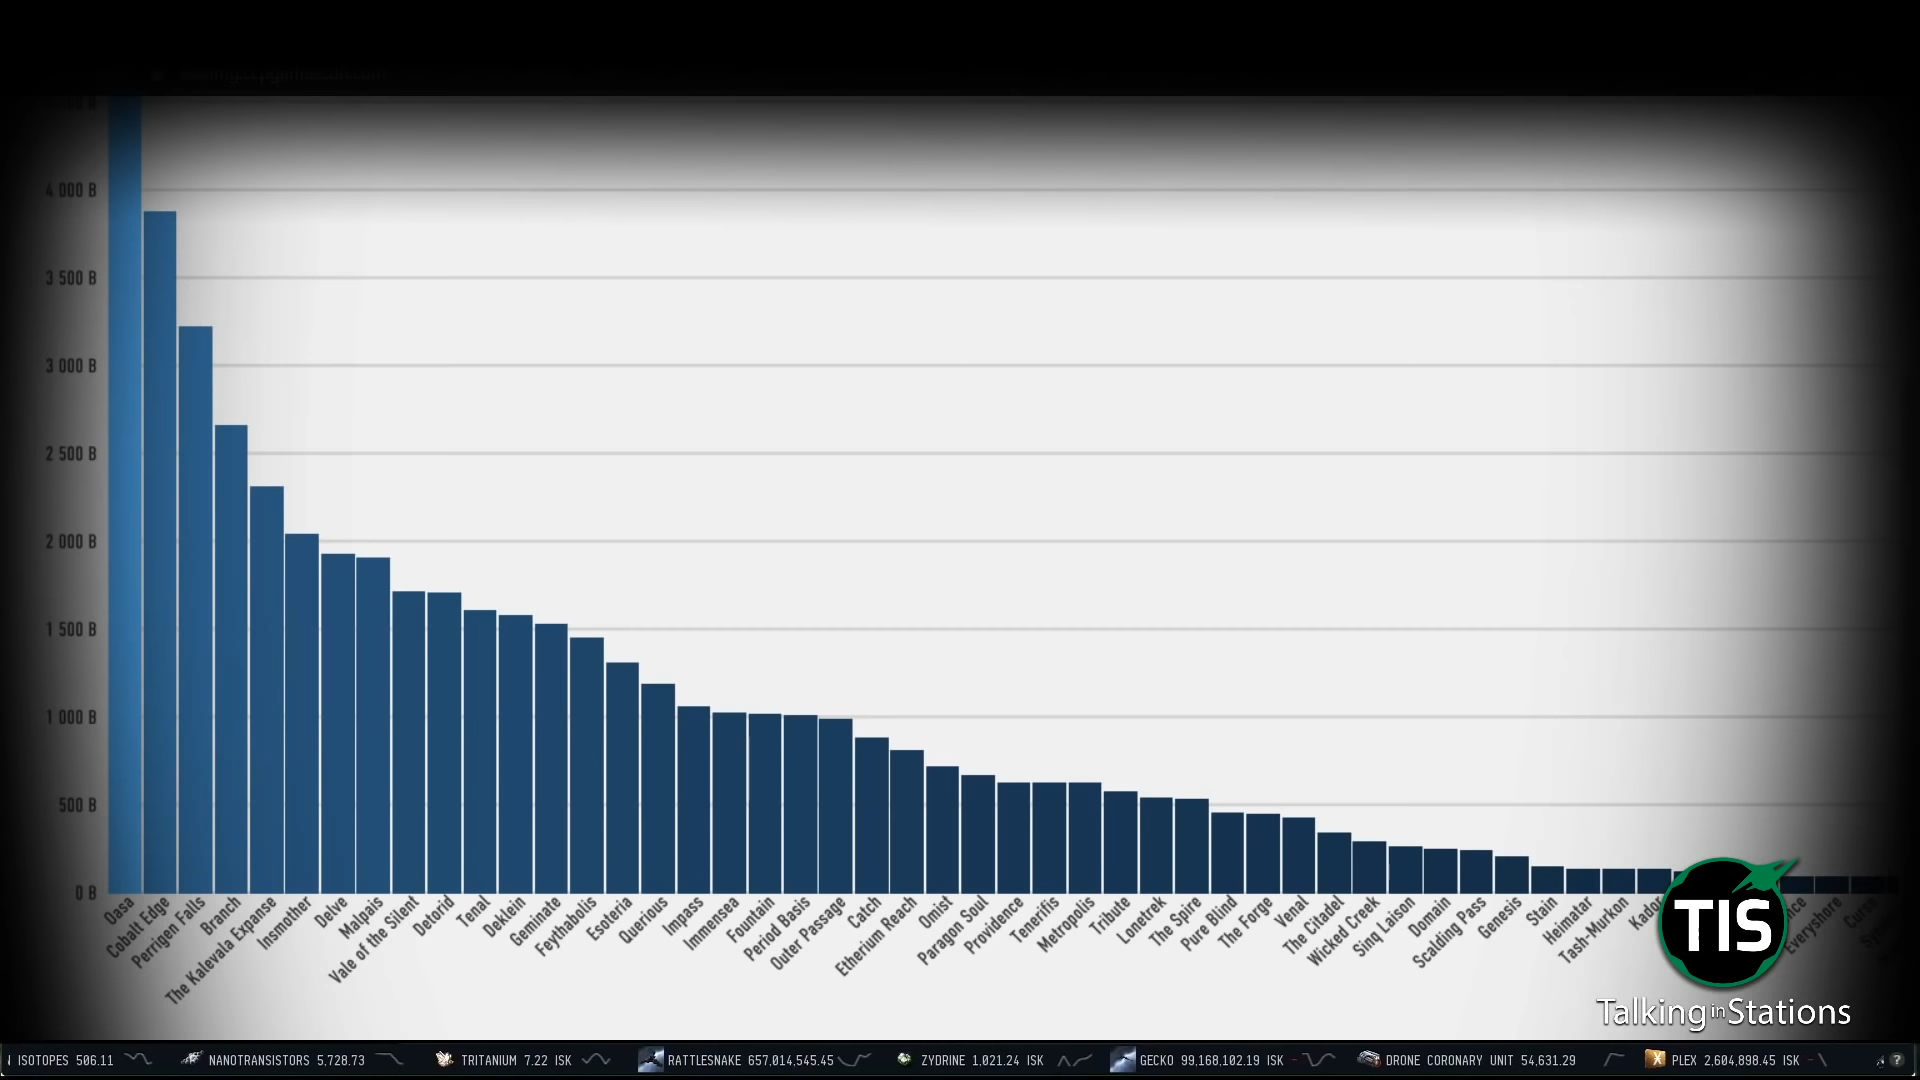 4 000 B
3 500 B
3 000 B
2 500 B
2 000 B
1 500 B
1 000 B
500 B
0 B
Oasa
Cobalt Edge
Perrigen Falls
Branch
The Kalevala Expanse
Insmother
Delve
Malpais
Vale of the Silent
Detorid
Tenal
Deklein
Geminate
Feythabolis
Esoteria
Querious
Impass
Immensea
Fountain
Period Basis
Outer Passage
Catch
Etherium Reach
Omist
Paragon Soul
Providence
Tenerifis
Metropolis
Tribute
Lonetrek
The Spire
Pure Blind
The Forge
Venal
The Citadel
Wicked Creek
Sinq Laison
Domain
Scalding Pass
Genesis
Stain
Heimatar
Tash-Murkon
Kador
Everyshore
TIS
Talking in Stations
ISOTOPES 506.11
NANOTRANSISTORS 5,728.73
TRITANIUM 7.22 ISK
RATTLESNAKE 657,014,545.45
ZYDRINE 1,021.24 ISK
GECKO 99,168,102.19 ISK
DRONE CORONARY UNIT 54,631.29
PLEX 2,604,898.45 ISK
?